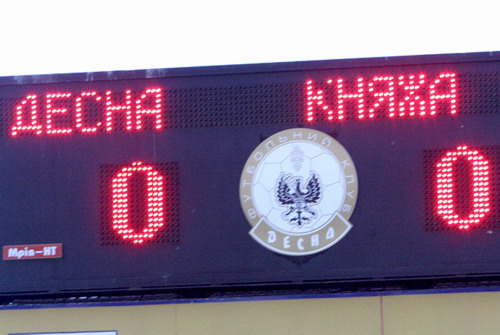 ДЕСНА КНЯЖА
0 0
ФУТБОЛЬНИЙ КЛУБ
ДЕСНА
Мрія-НТ